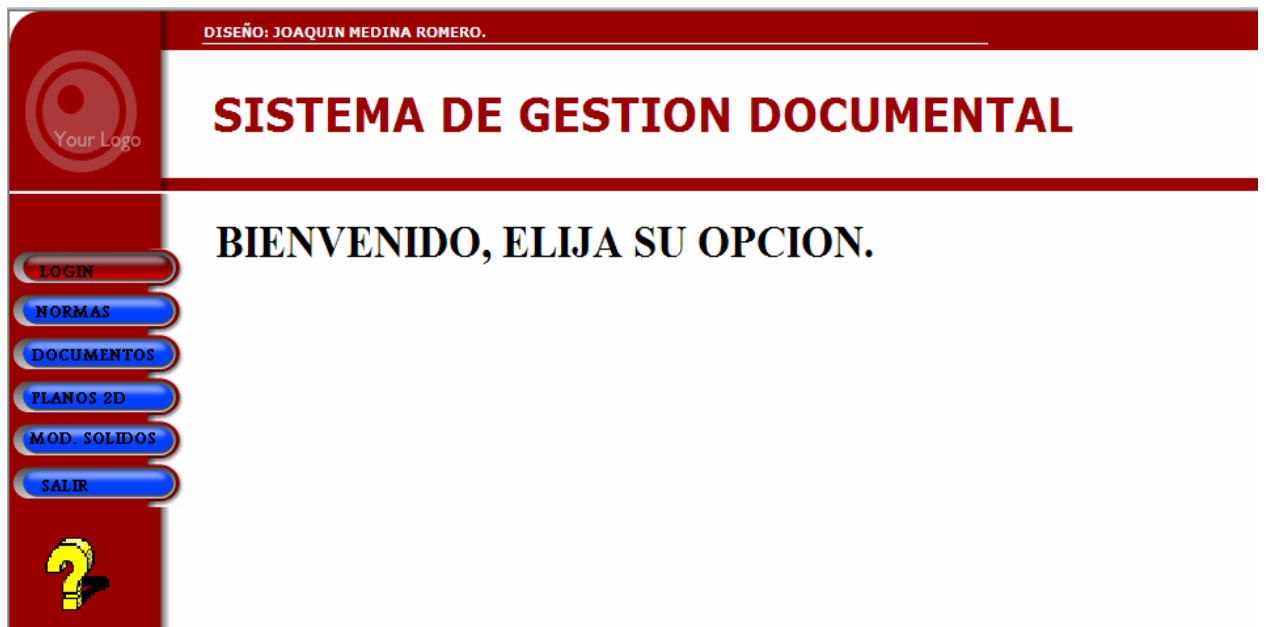 DISEÑO: JOAQUIN MEDINA ROMERO.
Your Logo
SISTEMA DE GESTION DOCUMENTAL
BIENVENIDO, ELIJA SU OPCION.
LOGIN
NORMAS
DOCUMENTOS
PLANOS 2D
MOD. SOLIDOS
SALIR
?